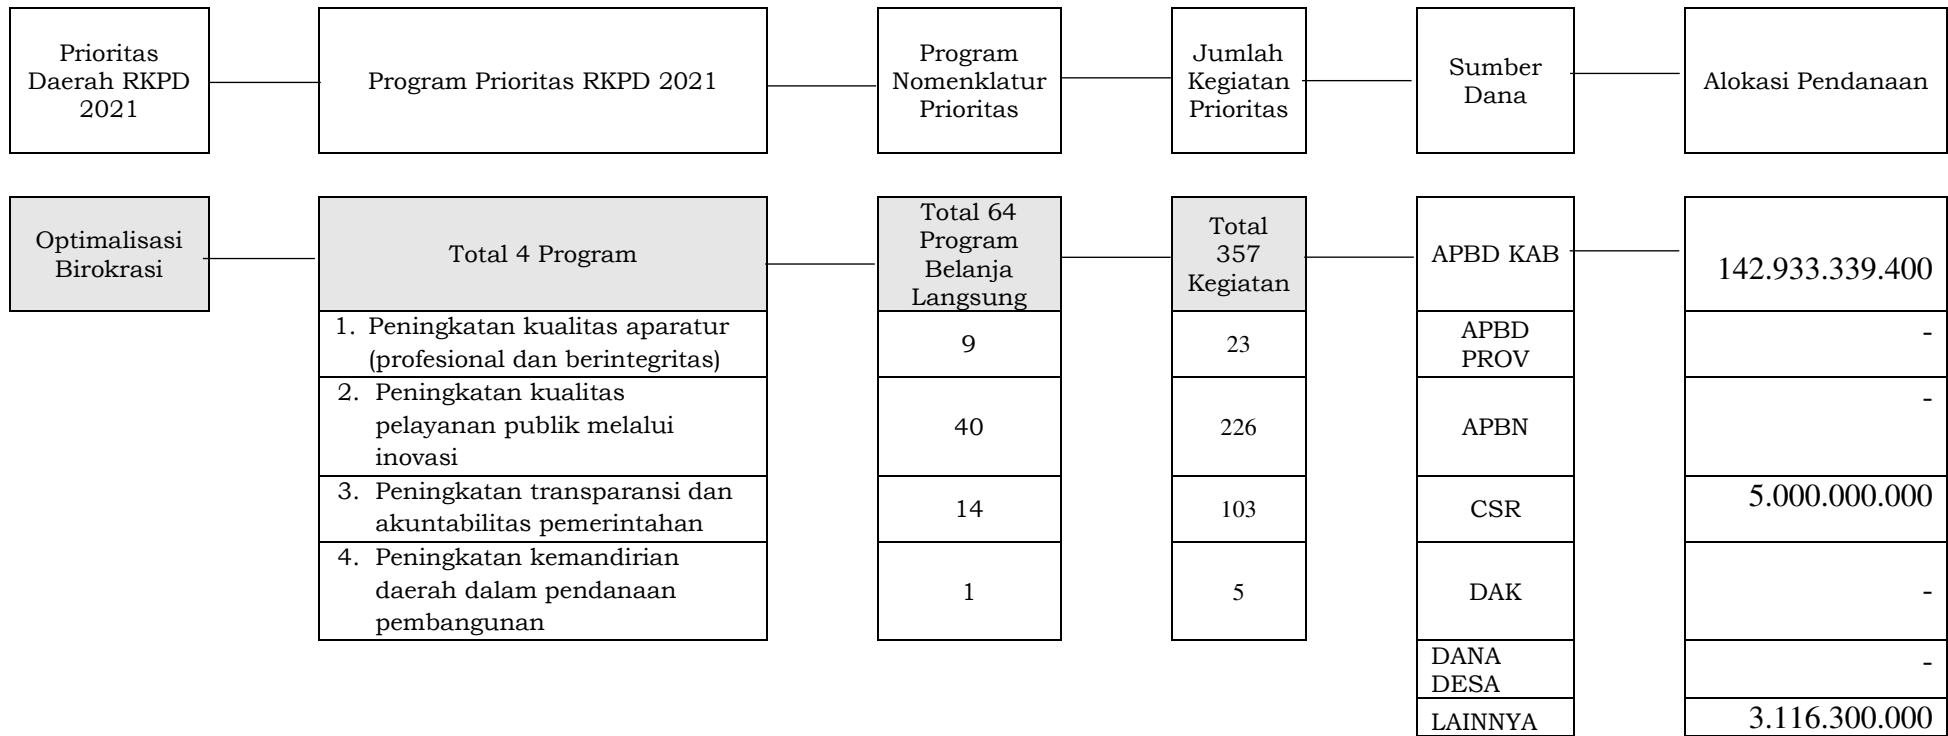 Prioritas
Daerah RKPD
2021
Program Prioritas RKPD 2021
Program
Nomenklatur
Prioritas
Jumlah
Kegiatan
Prioritas
Sumber
Dana
Alokasi Pendanaan
Optimalisasi
Birokrasi
Total 4 Program
Total 64
Program
Belanja
Langsung
Total
357
Kegiatan
APBD KAB
142.933.339.400
1. Peningkatan kualitas aparatur
(profesional dan berintegritas)
9
23
APBD
PROV
-
2. Peningkatan kualitas
pelayanan publik melalui
inovasi
40
226
APBN
-
3. Peningkatan transparansi dan
akuntabilitas pemerintahan
14
103
CSR
5.000.000.000
4. Peningkatan kemandirian
daerah dalam pendanaan
pembangunan
1
5
DAK
-
DANA
DESA
-
LAINNYA
3.116.300.000